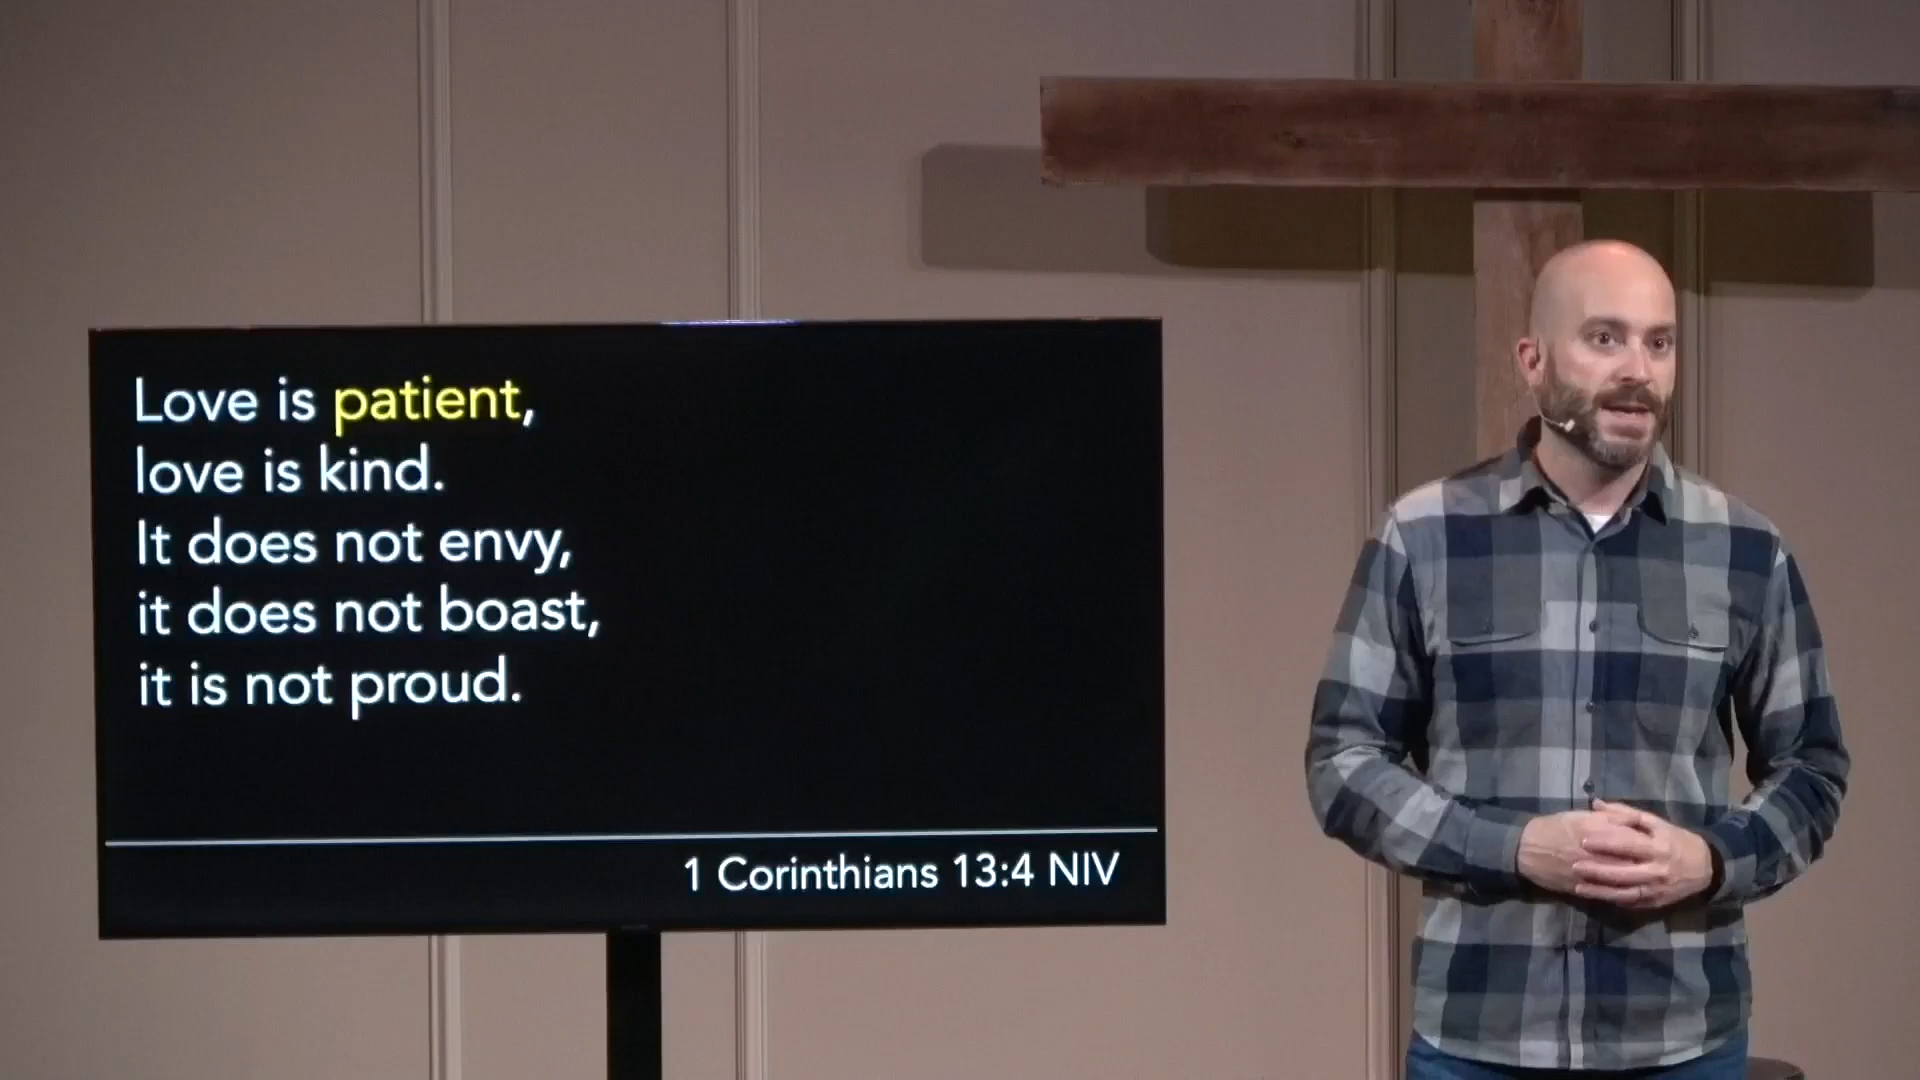 Love is patient,
love is kind.
It does not envy,
it does not boast,
it is not proud.
1 Corinthians 13:4 NIV